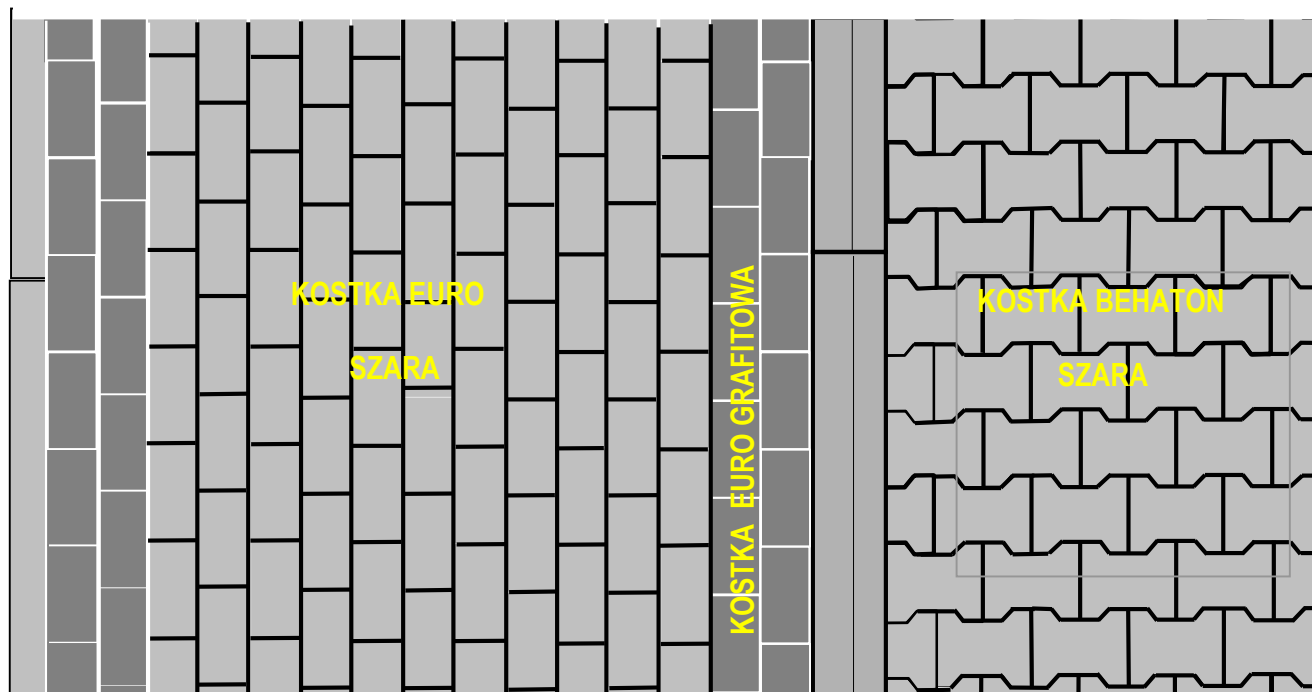 KOSTKA EURO
SZARA
KOSTKA EURO GRAFITOWA
KOSTKA BEHATON
SZARA